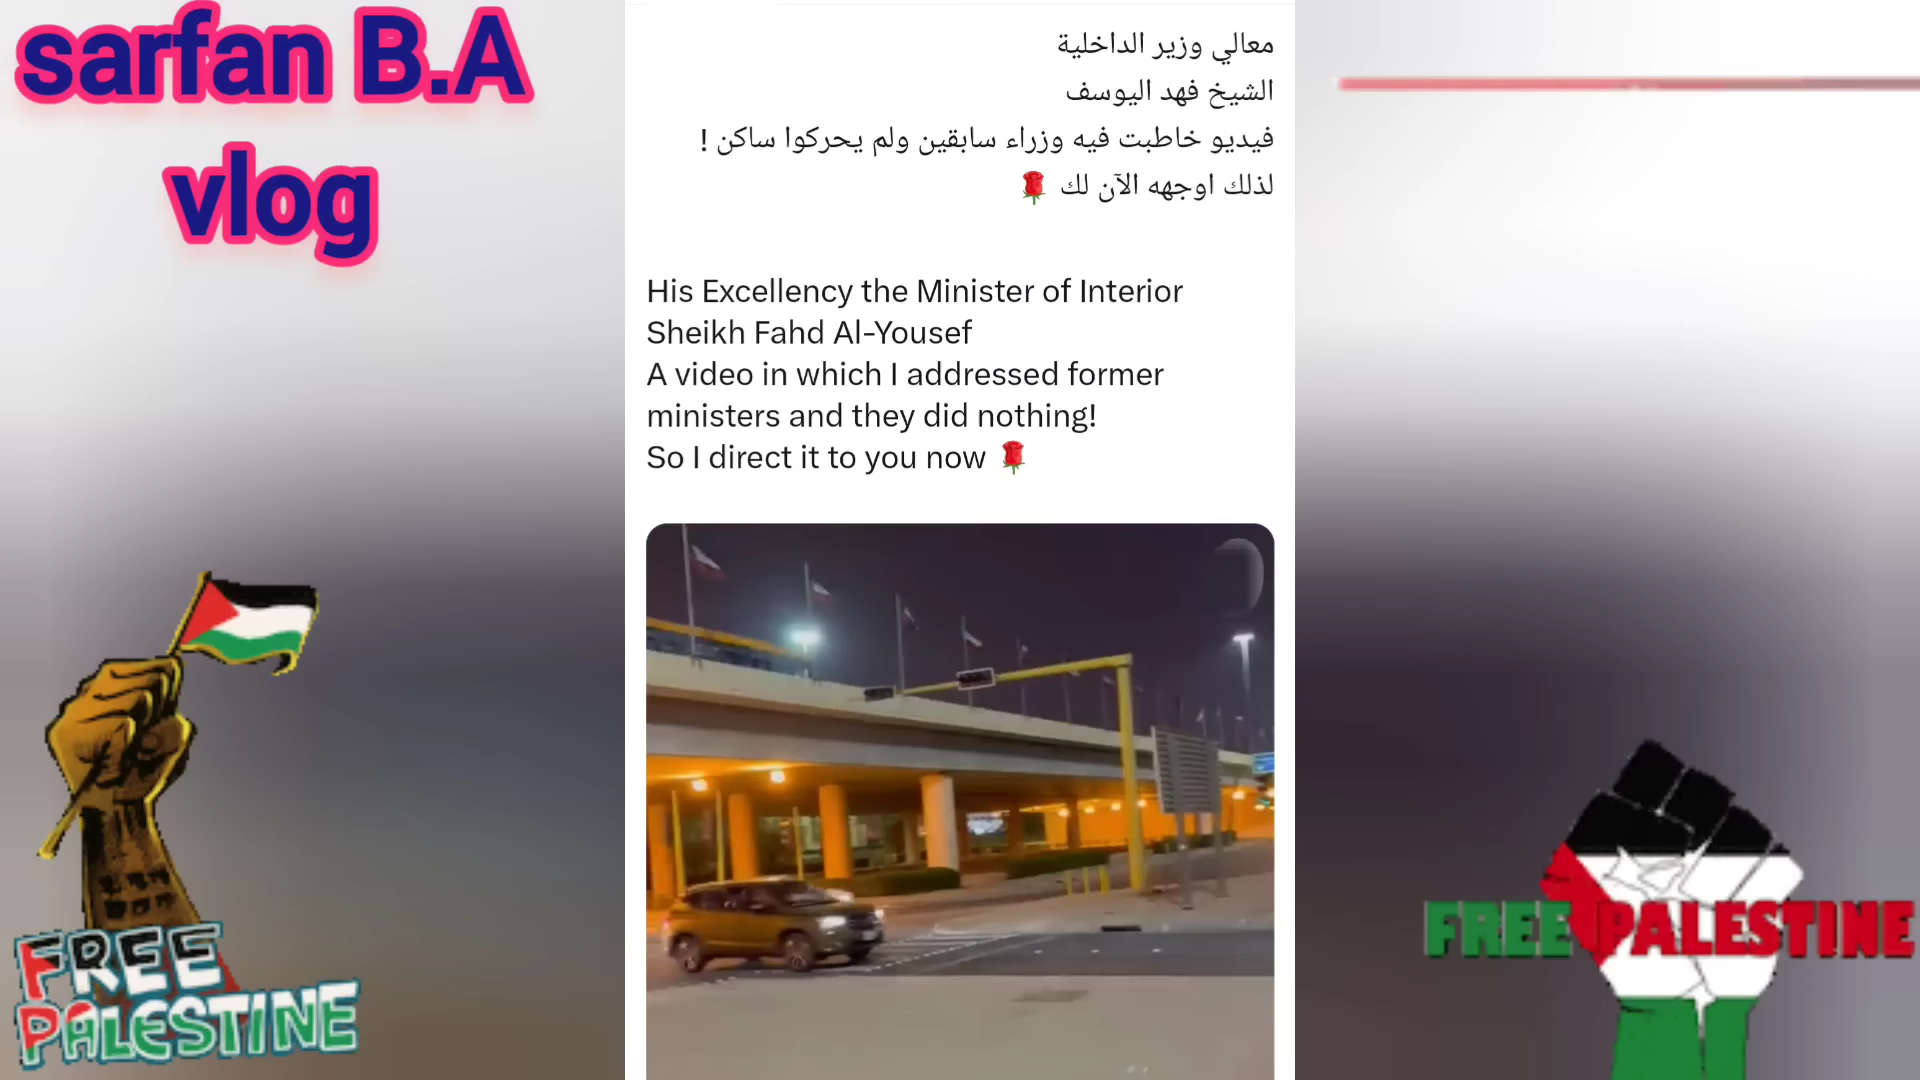 sarfan B.A
vlog
معالي وزير الداخلية
الشيخ فهد اليوسف
فيديو خاطبت فيه وزراء سابقين ولم يحركوا ساكن !
لذلك اوجهه الآن لك 🌹
His Excellency the Minister of Interior
Sheikh Fahd Al-Yousef
A video in which I addressed former
ministers and they did nothing!
So I direct it to you now 🌹
FREE
PALESTINE
FREE PALESTINE